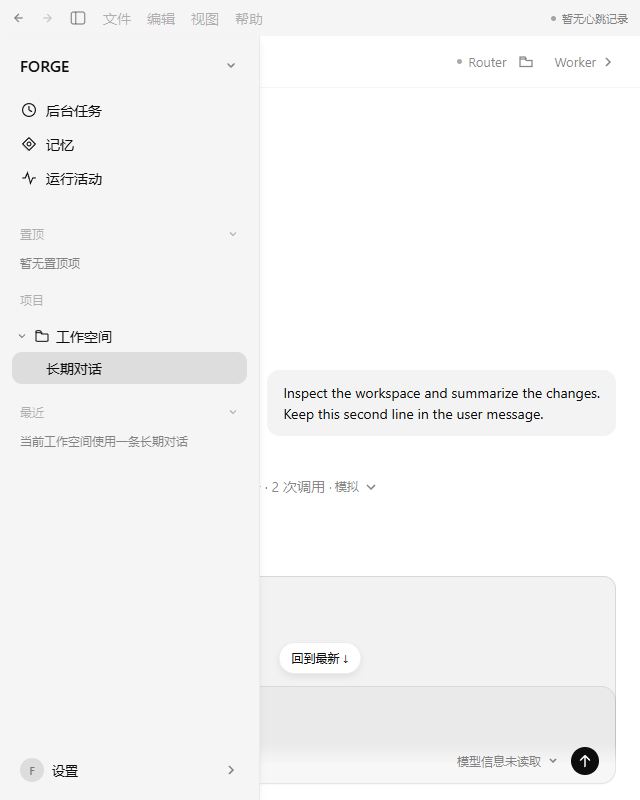 文件 编辑 视图 帮助 暂无心跳记录
FORGE
Router Worker
后台任务
记忆
运行活动
置顶
暂无置顶项
项目
工作空间
长期对话
最近
当前工作空间使用一条长期对话
Inspect the workspace and summarize the changes.
Keep this second line in the user message.
· 2 次调用 · 模拟
回到最新 ↓
模型信息未读取
F 设置